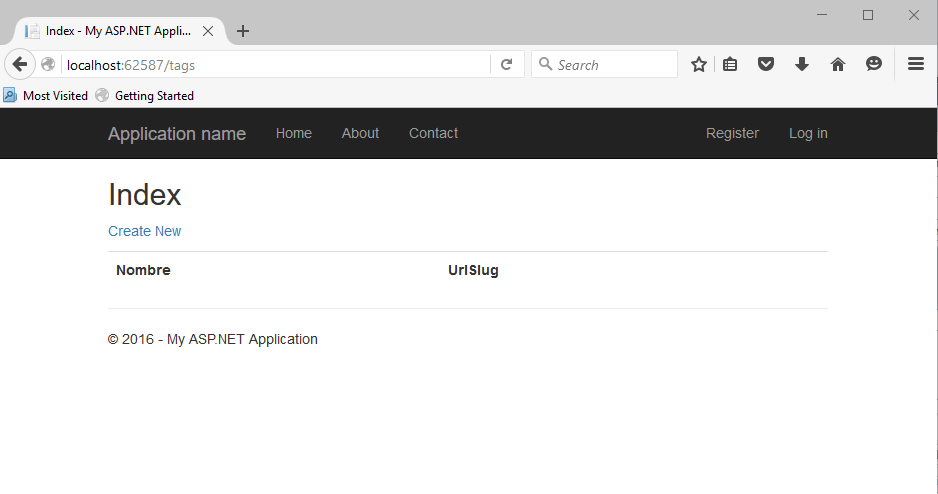 Index - My ASP.NET Appli...
localhost:62587/tags
Search
Most Visited Getting Started
Application name Home About Contact Register Log in
Index
Create New
Nombre UrlSlug
© 2016 - My ASP.NET Application